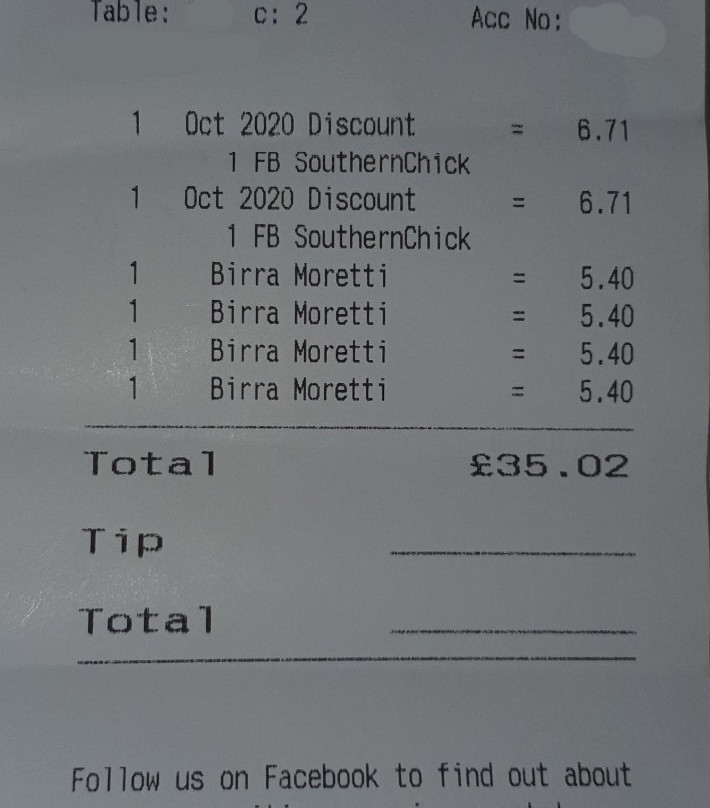 Table: c: 2 Acc No:
1 Oct 2020 Discount = 6.71
1 FB SouthernChick
1 Oct 2020 Discount = 6.71
1 FB SouthernChick
1 Birra Moretti = 5.40
1 Birra Moretti = 5.40
1 Birra Moretti = 5.40
1 Birra Moretti = 5.40
Total £35.02
Tip
Total
Follow us on Facebook to find out about